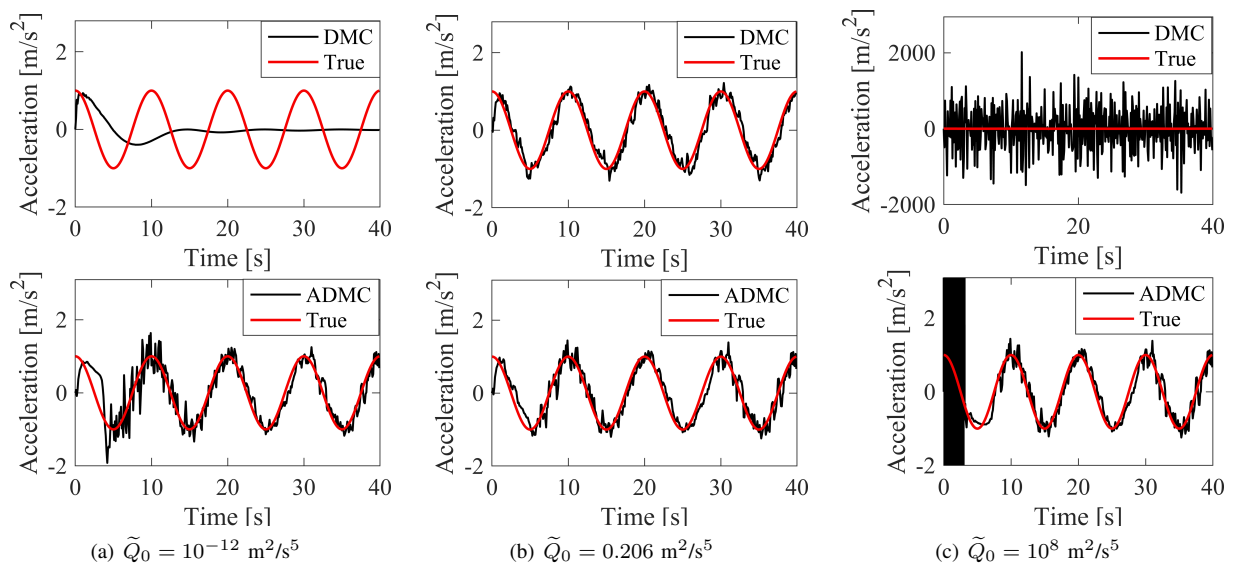 Acceleration [m/s²]
2
0
-2
0 10 20 30 40
Time [s]
DMC
True
Acceleration [m/s²]
2
0
-2
0 10 20 30 40
Time [s]
DMC
True
Acceleration [m/s²]
2000
0
-2000
0 20 40
Time [s]
DMC
True
Acceleration [m/s²]
2
0
-2
0 10 20 30 40
Time [s]
ADMC
True
Acceleration [m/s²]
2
0
-2
0 10 20 30 40
Time [s]
ADMC
True
Acceleration [m/s²]
2
0
-2
0 10 20 30 40
Time [s]
ADMC
True
(a) Q̃₀ = 10⁻¹² m²/s⁵
(b) Q̃₀ = 0.206 m²/s⁵
(c) Q̃₀ = 10⁸ m²/s⁵